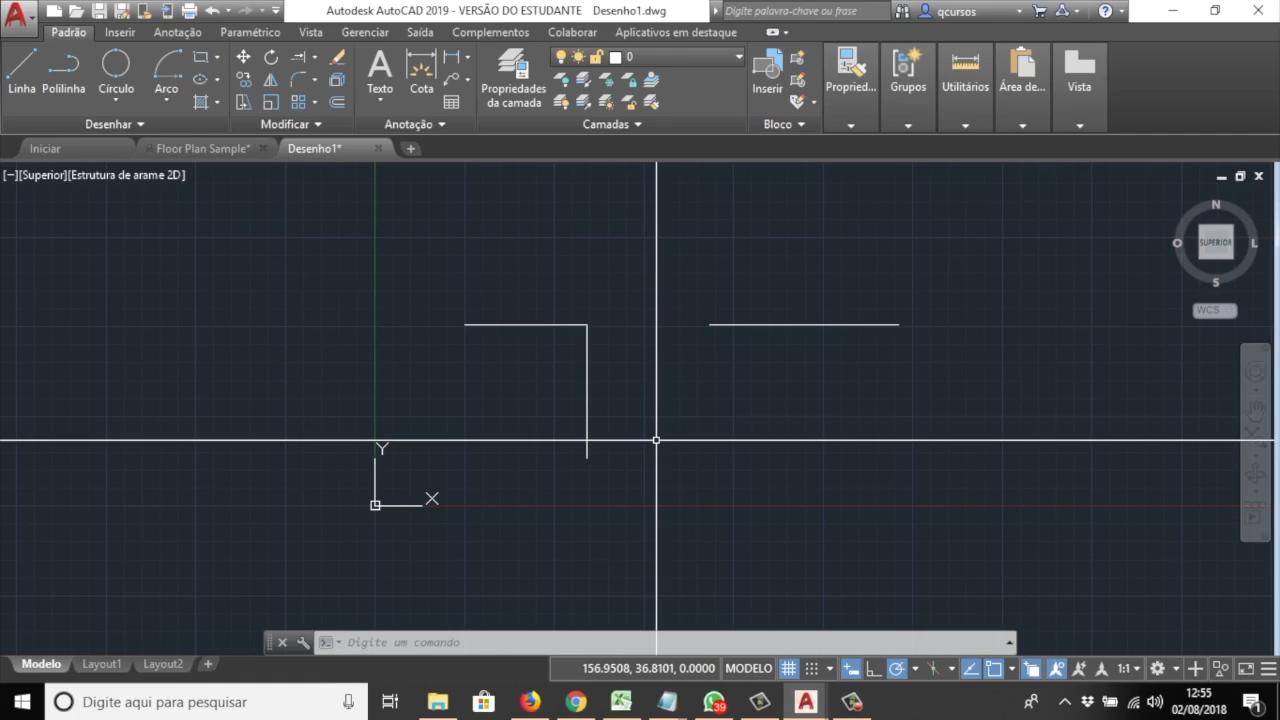 Autodesk AutoCAD 2019 - VERSÃO DO ESTUDANTE Desenho1.dwg
Digite palavra-chave ou frase
qcursos
Padrão Inserir Anotação Paramétrico Vista Gerenciar Saída Complementos Colaborar Aplicativos em destaque
0
Linha Polilinha Círculo Arco
Texto Cota
Propriedades
da camada
Inserir Propried... Grupos Utilitários Área de... Vista
Desenhar Modificar Anotação Camadas Bloco
Iniciar Floor Plan Sample* Desenho1*
[−][Superior][Estrutura de arame 2D]
N
O SUPERIOR L
S
WCS
Y
X
Digite um comando
Modelo Layout1 Layout2
156.9508, 36.8101, 0.0000 MODELO 1:1
Digite aqui para pesquisar
39
12:55
02/08/2018
1